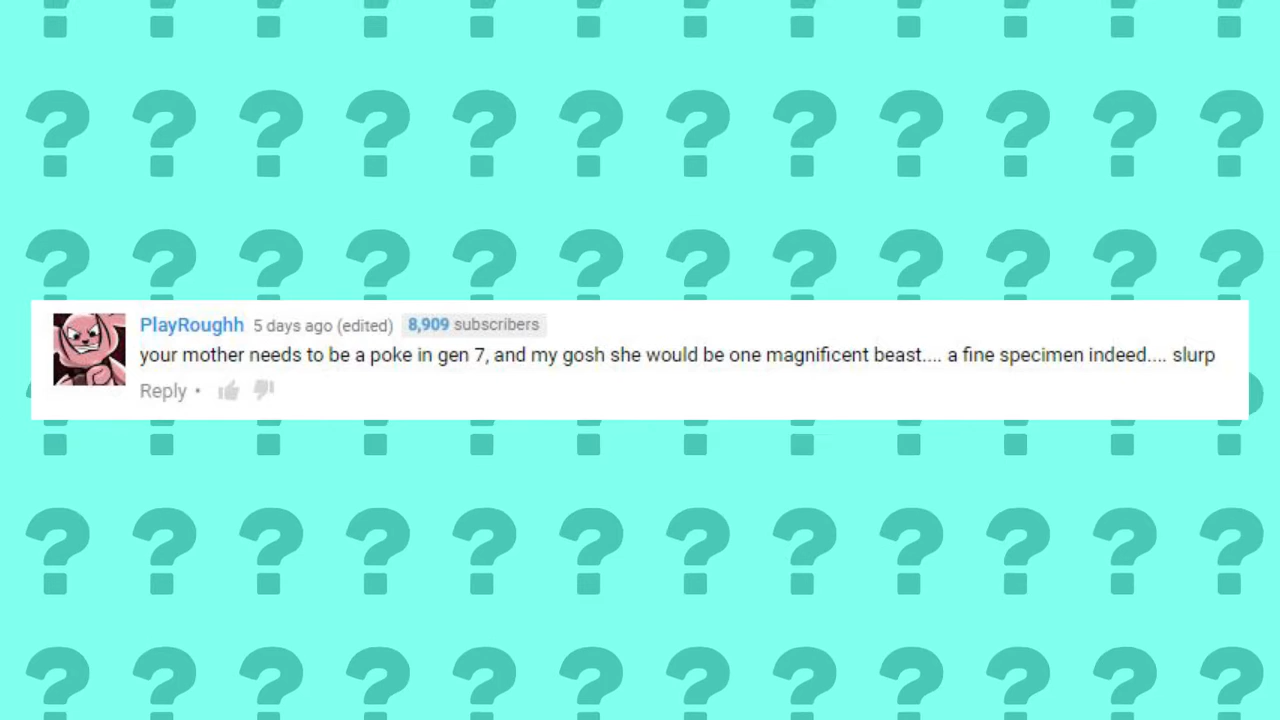 PlayRoughh 5 days ago (edited) 8,909 subscribers
your mother needs to be a poke in gen 7, and my gosh she would be one magnificent beast.... a fine specimen indeed.... slurp
Reply •